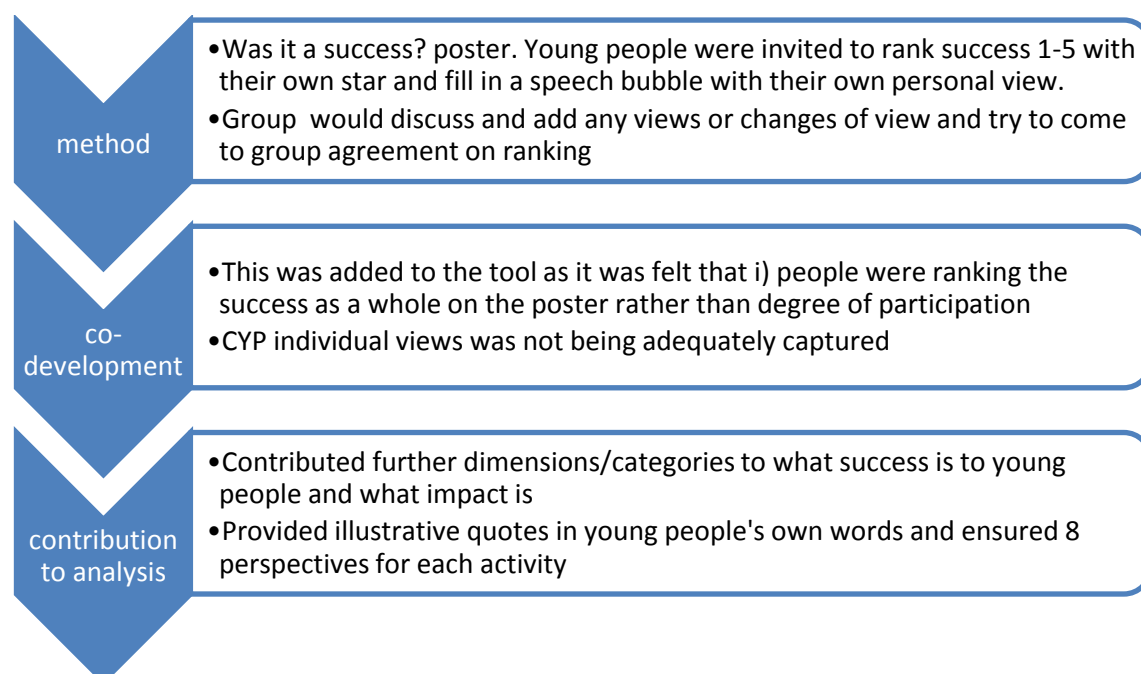 method
•Was it a success? poster. Young people were invited to rank success 1-5 with
their own star and fill in a speech bubble with their own personal view.
•Group  would discuss and add any views or changes of view and try to come
to group agreement on ranking
co-
development
•This was added to the tool as it was felt that i) people were ranking the
success as a whole on the poster rather than degree of participation
•CYP individual views was not being adequately captured
contribution
to analysis
•Contributed further dimensions/categories to what success is to young
people and what impact is
•Provided illustrative quotes in young people's own words and ensured 8
perspectives for each activity